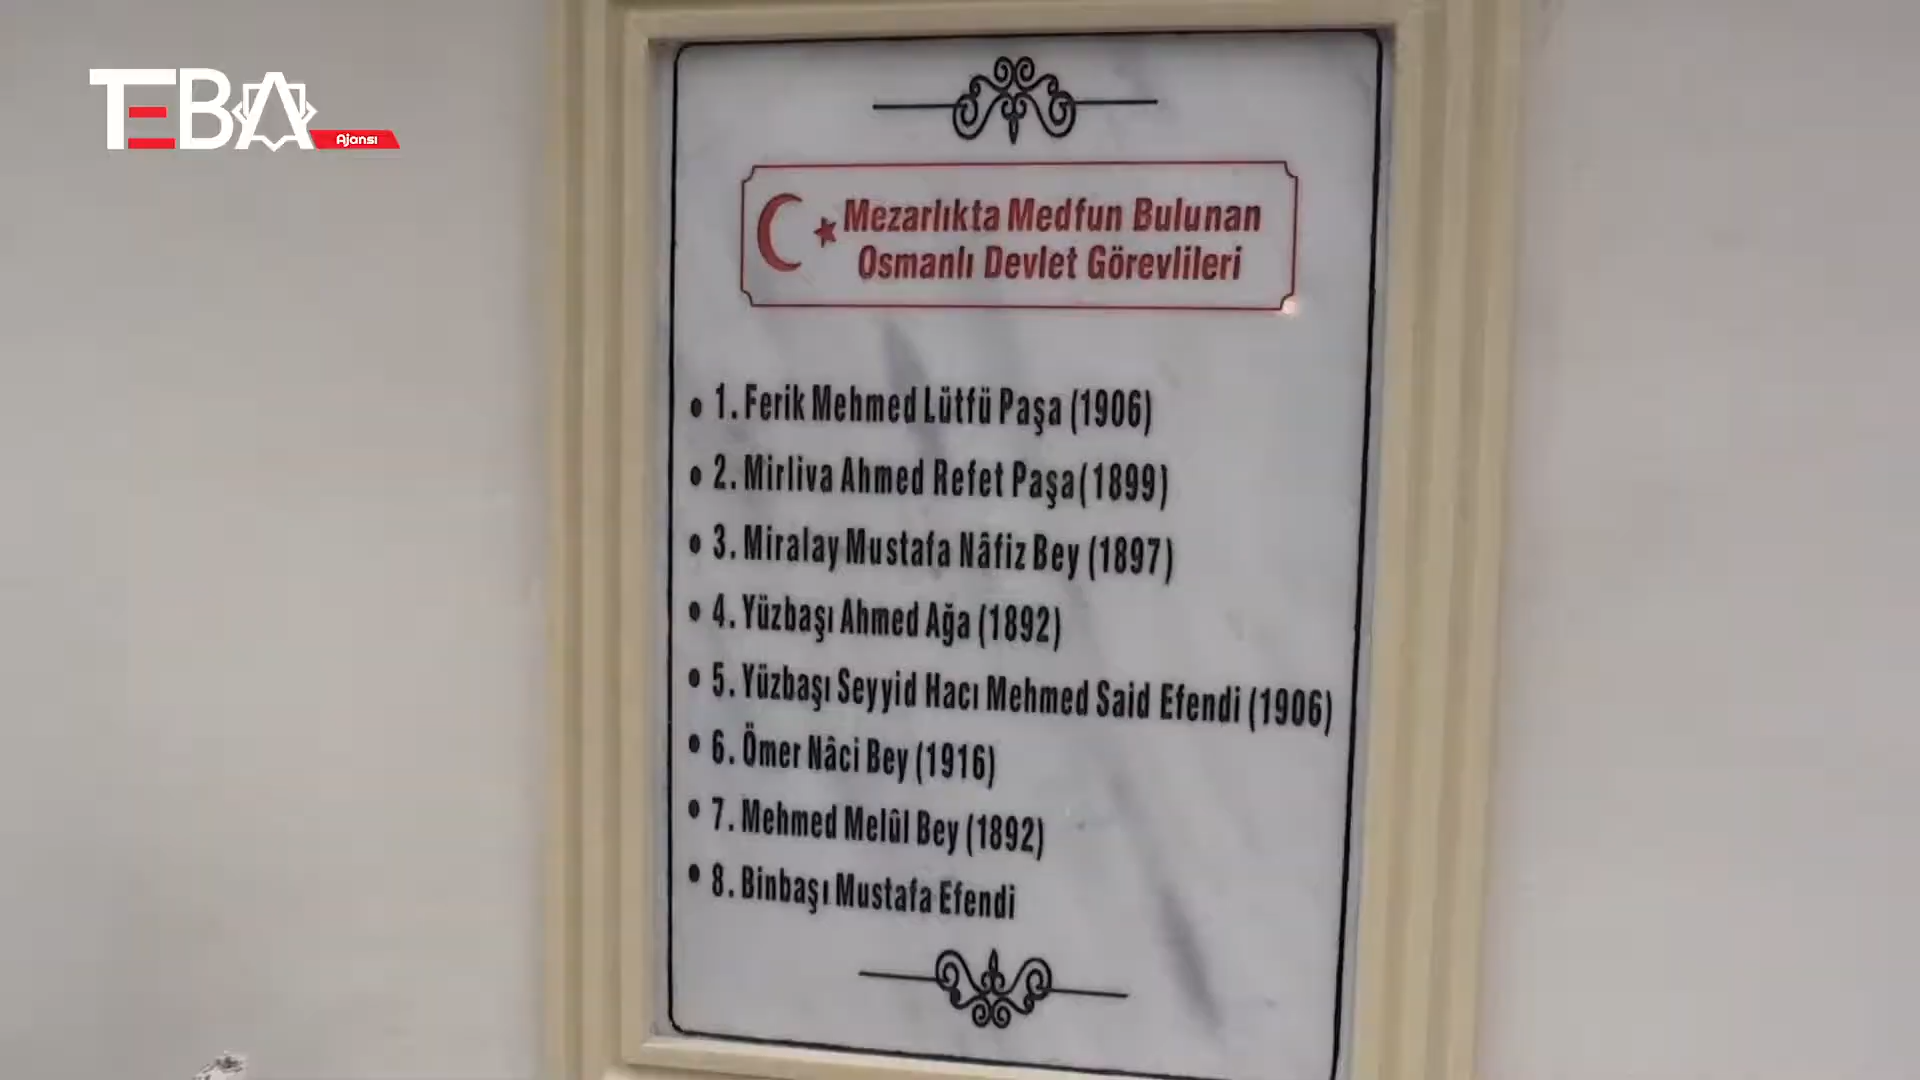 TEBA
Ajansı
Mezarlıkta Medfun Bulunan
Osmanlı Devlet Görevlileri
• 1. Ferik Mehmed Lütfü Paşa (1906)
• 2. Mirliva Ahmed Refet Paşa(1899)
• 3. Miralay Mustafa Nâfiz Bey (1897)
• 4. Yüzbaşı Ahmed Ağa (1892)
• 5. Yüzbaşı Seyyid Hacı Mehmed Said Efendi (1906)
• 6. Ömer Nâci Bey (1916)
• 7. Mehmed Melûl Bey (1892)
• 8. Binbaşı Mustafa Efendi